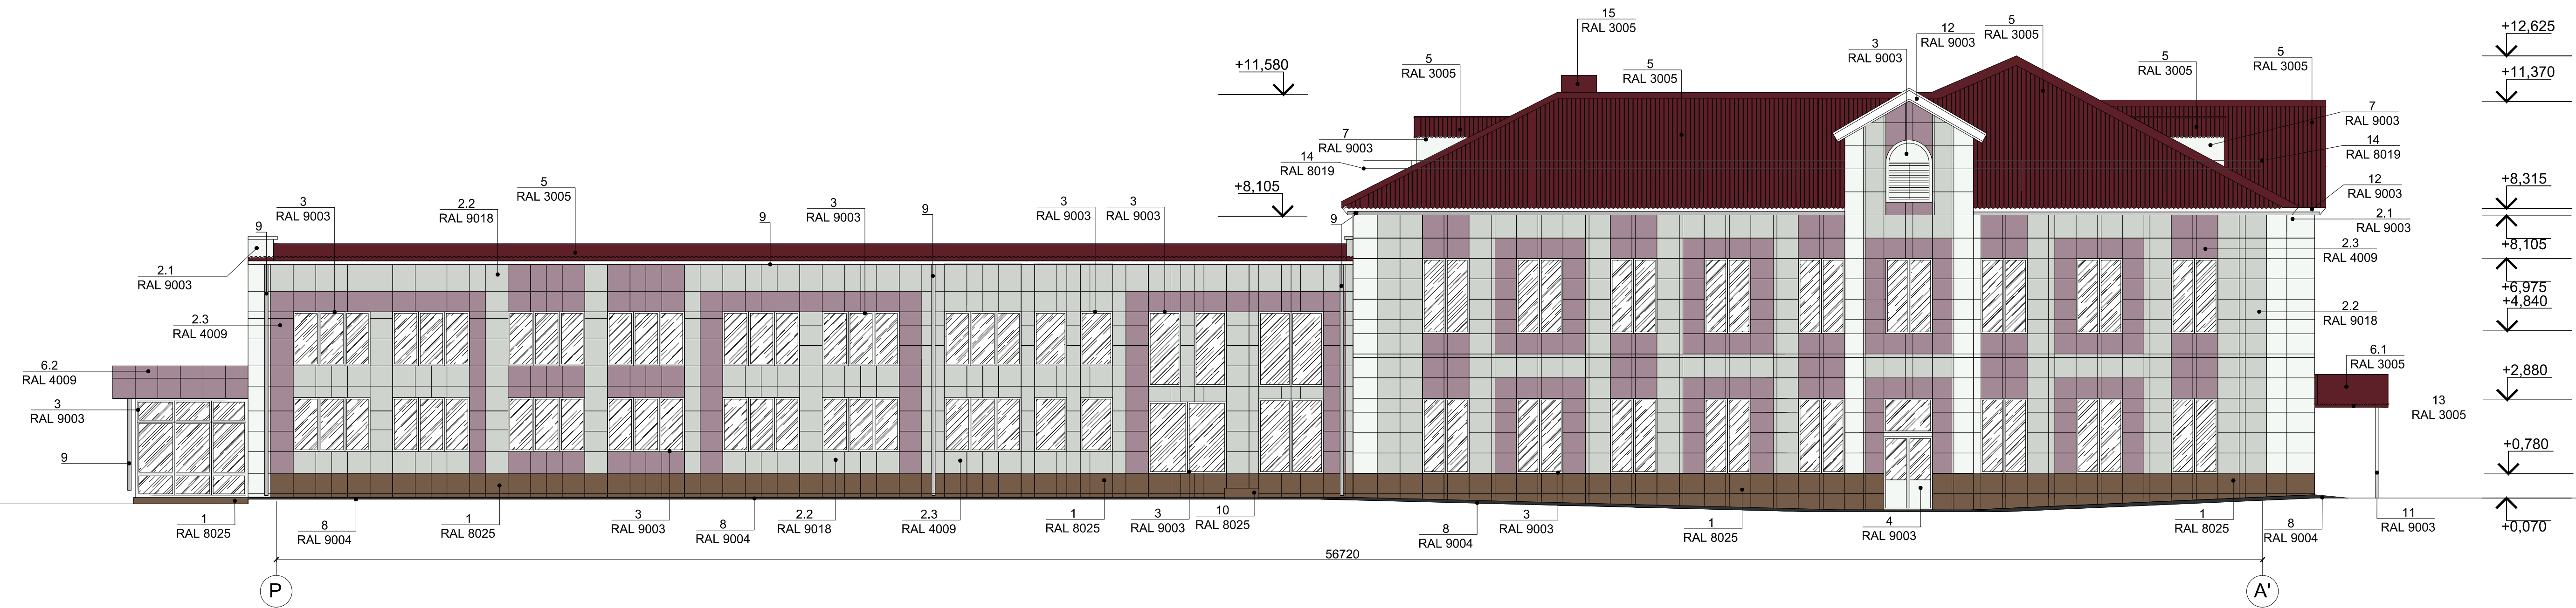 15
RAL 3005
12
RAL 9003
5
RAL 3005
3
RAL 9003
+12,625
5
RAL 3005
5
RAL 3005
5
RAL 3005
5
RAL 3005
+11,580
+11,370
7
RAL 9003
7
RAL 9003
14
RAL 8019
14
RAL 8019
+8,105
12
RAL 9003
+8,315
5
RAL 3005
3
RAL 9003
2.2
RAL 9018
9
3
RAL 9003
9
3
RAL 9003
3
RAL 9003
9
9
2.1
RAL 9003
+8,105
2.3
RAL 4009
2.1
RAL 9003
+6,975
+4,840
2.2
RAL 9018
2.3
RAL 4009
6.2
RAL 4009
6.1
RAL 3005
+2,880
3
RAL 9003
13
RAL 3005
9
+0,780
1
RAL 8025
8
RAL 9004
1
RAL 8025
3
RAL 9003
8
RAL 9004
2.2
RAL 9018
2.3
RAL 4009
1
RAL 8025
3
RAL 9003
10
RAL 8025
8
RAL 9004
3
RAL 9003
1
RAL 8025
4
RAL 9003
1
RAL 8025
8
RAL 9004
11
RAL 9003
+0,070
56720
Р
А'